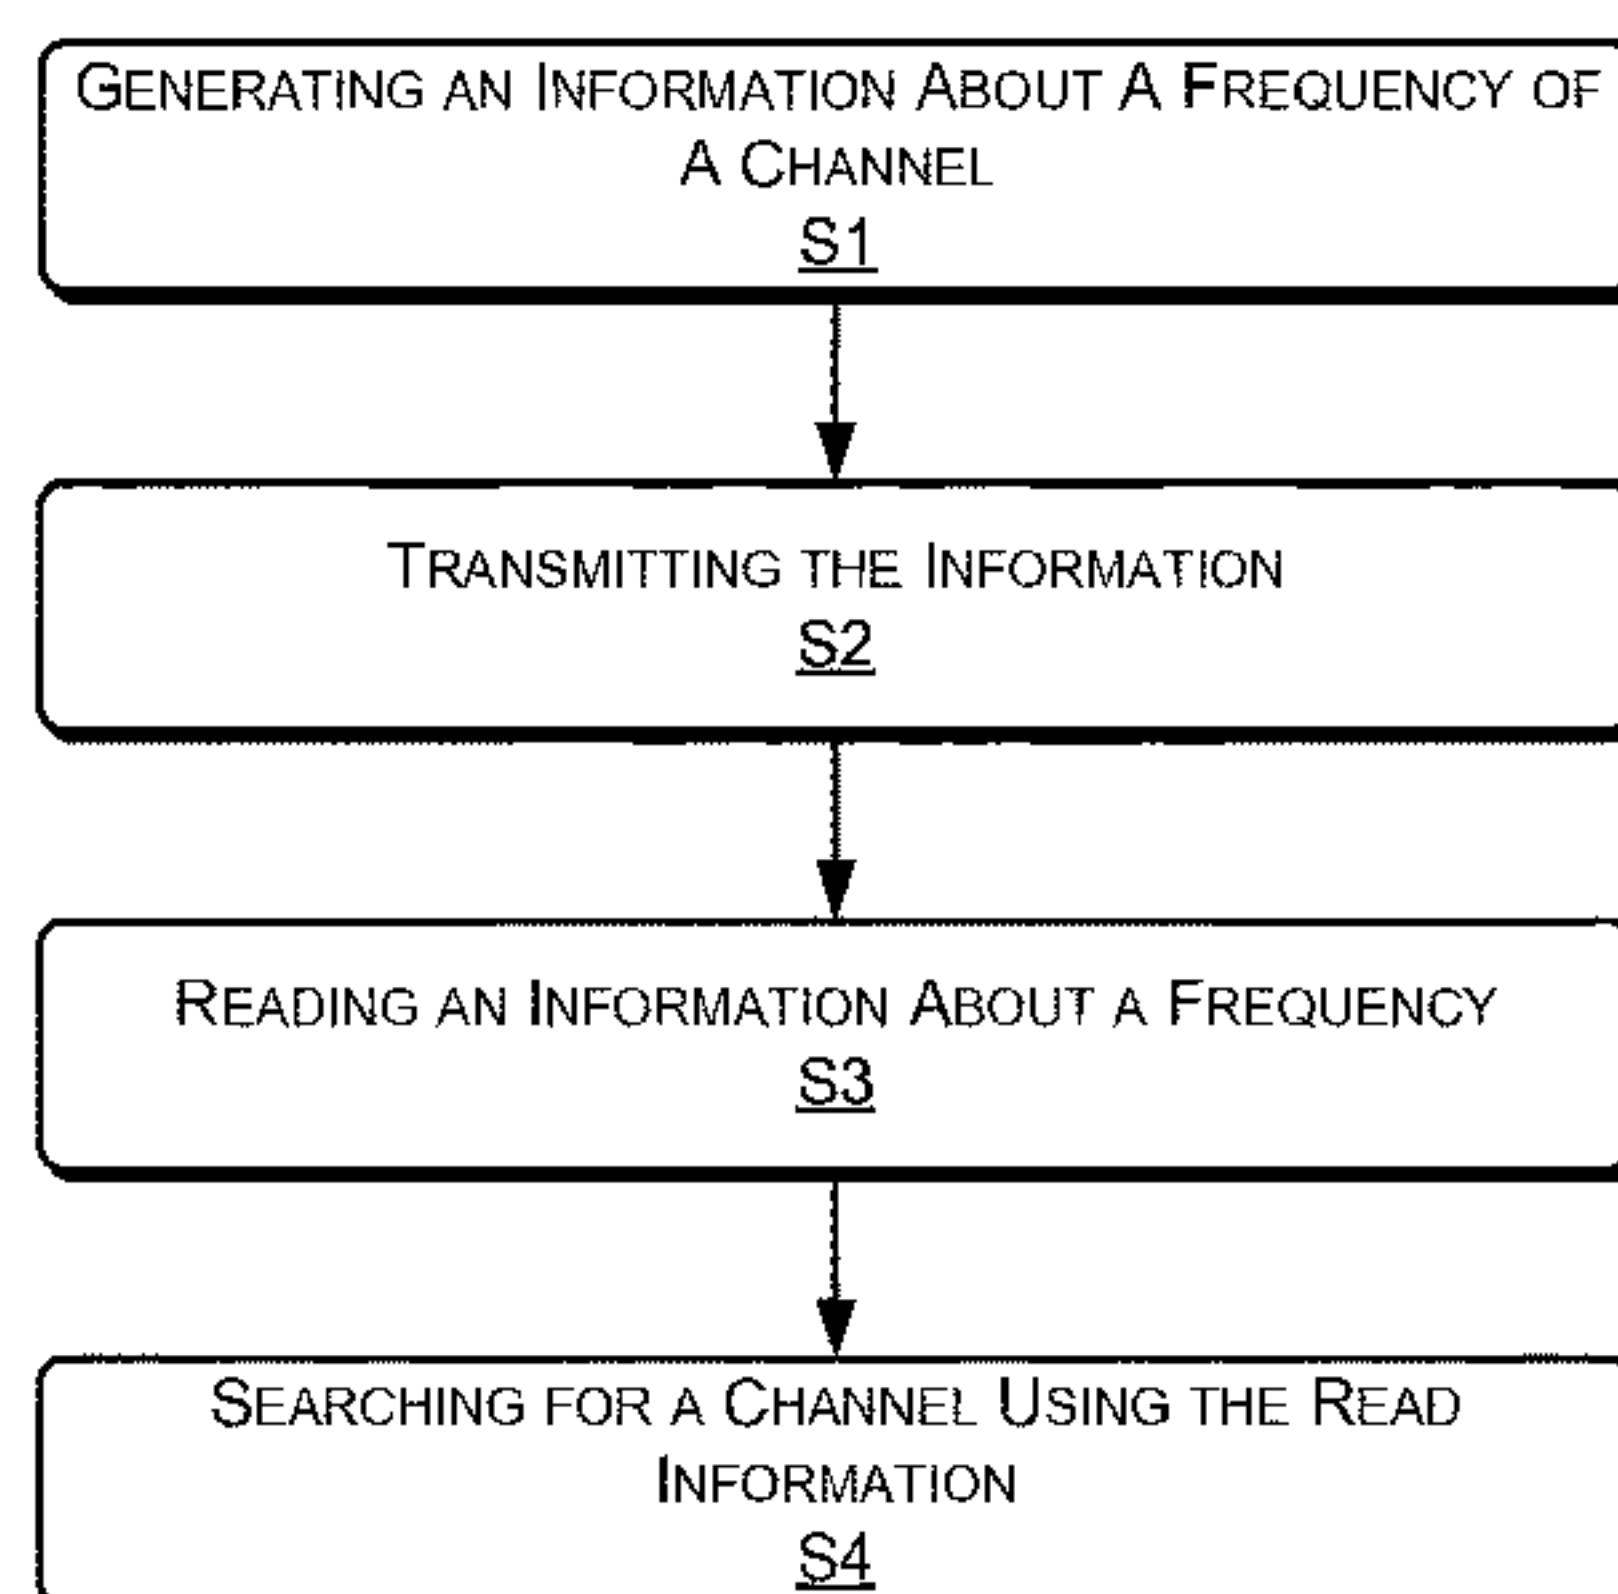 GENERATING AN INFORMATION ABOUT A FREQUENCY OF
A CHANNEL
S1
TRANSMITTING THE INFORMATION
S2
READING AN INFORMATION ABOUT A FREQUENCY
S3
SEARCHING FOR A CHANNEL USING THE READ
INFORMATION
S4